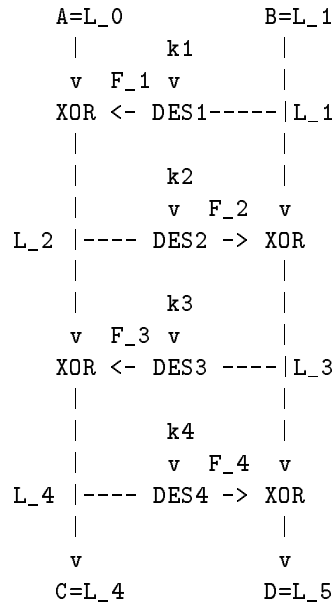 A=L_0 B=L_1
| k1 |
v F_1 v |
XOR <- DES1-----|L_1
| |
| k2 |
| v F_2 v
L_2 |---- DES2 -> XOR
| |
| k3 |
v F_3 v |
XOR <- DES3 ----|L_3
| |
| k4 |
| v F_4 v
L_4 |---- DES4 -> XOR
| |
v v
C=L_4 D=L_5